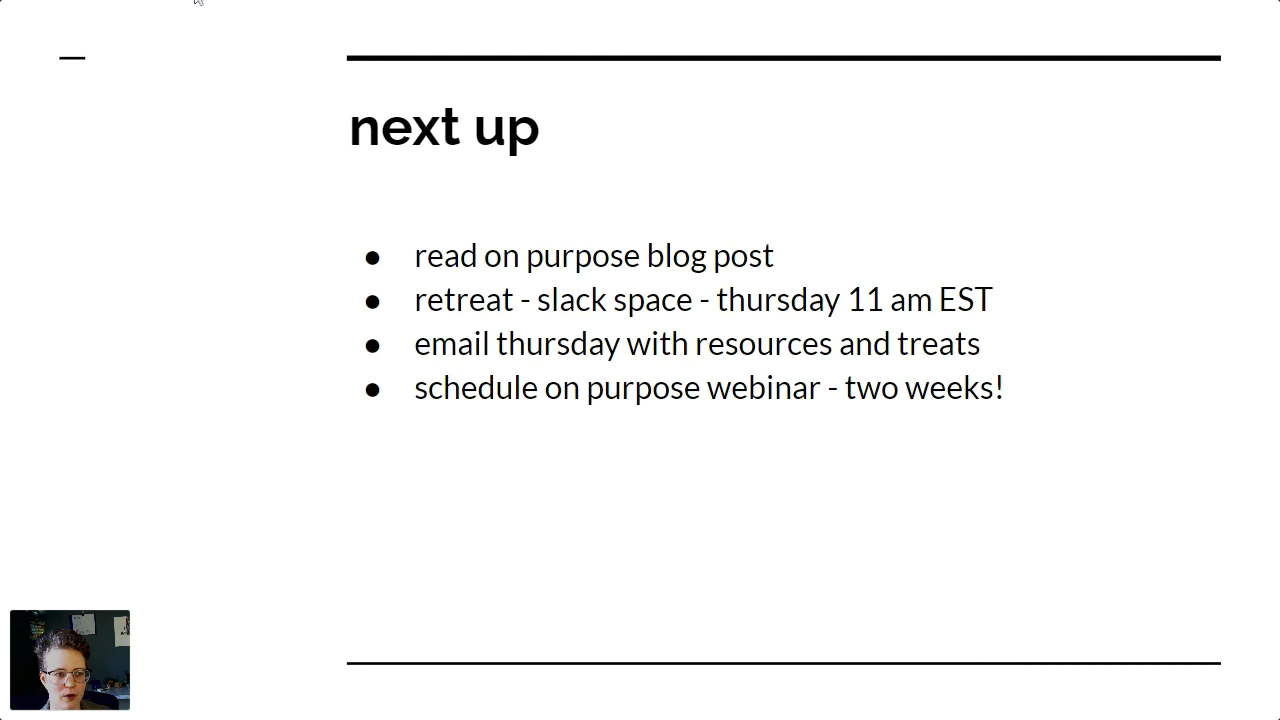 next up
● read on purpose blog post
● retreat - slack space - thursday 11 am EST
● email thursday with resources and treats
● schedule on purpose webinar - two weeks!